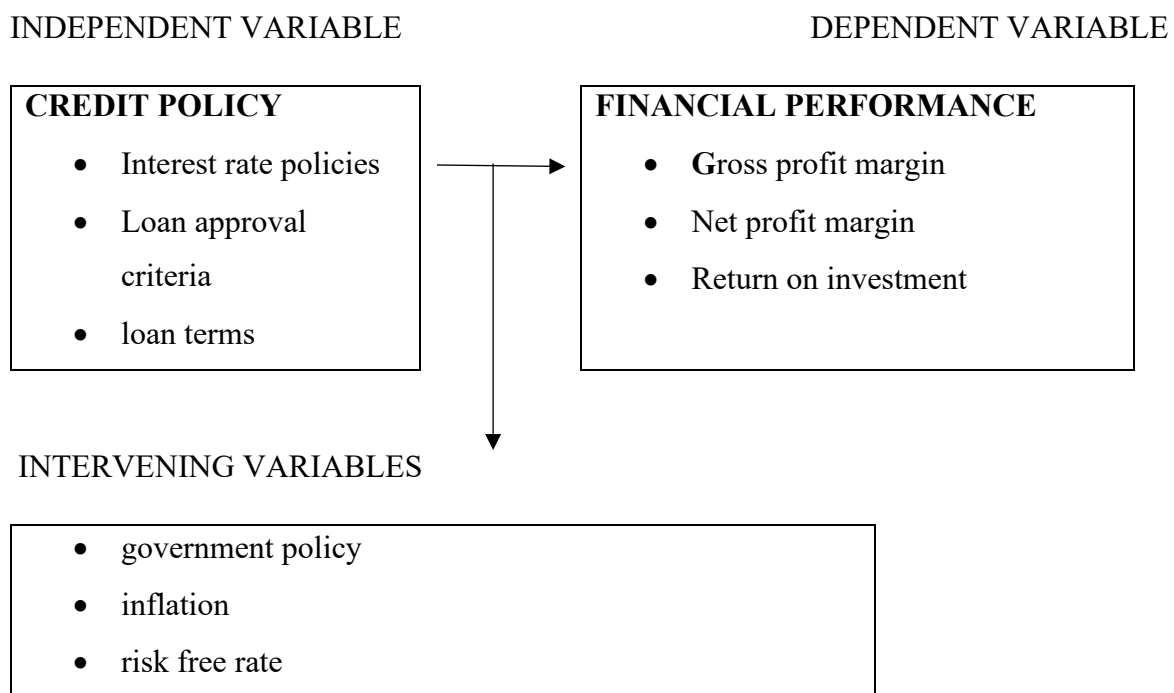 INDEPENDENT VARIABLE
DEPENDENT VARIABLE
CREDIT POLICY
• Interest rate policies
• Loan approval
criteria
• loan terms
FINANCIAL PERFORMANCE
• Gross profit margin
• Net profit margin
• Return on investment
INTERVENING VARIABLES
• government policy
• inflation
• risk free rate